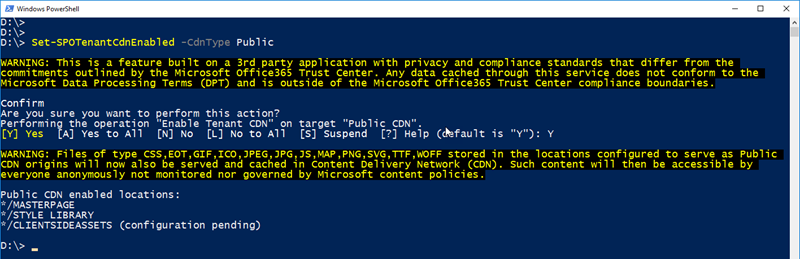 Windows PowerShell
D:\>
D:\>
D:\> Set-SPOTenantCdnEnabled -CdnType Public
WARNING: This is a feature built on a 3rd party application with privacy and compliance standards that differ from the
commitments outlined by the Microsoft Office365 Trust Center. Any data cached through this service does not conform to the
Microsoft Data Processing Terms (DPT) and is outside of the Microsoft Office365 Trust Center compliance boundaries.
Confirm
Are you sure you want to perform this action?
Performing the operation "Enable Tenant CDN" on target "Public CDN".
[Y] Yes  [A] Yes to All  [N] No  [L] No to All  [S] Suspend  [?] Help (default is "Y"): Y
WARNING: Files of type CSS,EOT,GIF,ICO,JPEG,JPG,JS,MAP,PNG,SVG,TTF,WOFF stored in the locations configured to serve as Public
CDN origins will now also be served and cached in Content Delivery Network (CDN). Such content will then be accessible by
everyone anonymously not monitored nor governed by Microsoft content policies.
Public CDN enabled locations:
*/MASTERPAGE
*/STYLE LIBRARY
*/CLIENTSIDEASSETS (configuration pending)
D:\>